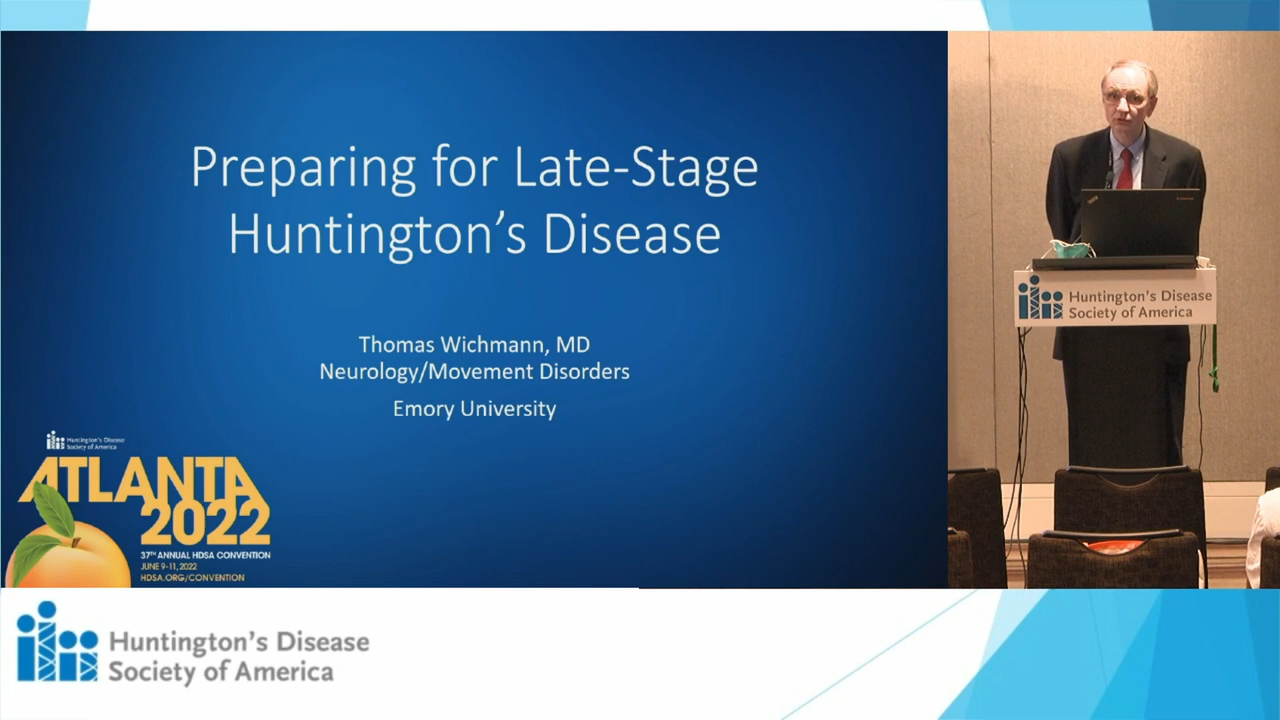 Preparing for Late-Stage
Huntington's Disease
Thomas Wichmann, MD
Neurology/Movement Disorders
Emory University
Huntington's Disease
Society of America
ATLANTA
2022
37TH ANNUAL HDSA CONVENTION
JUNE 9-11, 2022
HDSA.ORG/CONVENTION
Huntington's Disease
Society of America
Huntington's Disease
Society of America